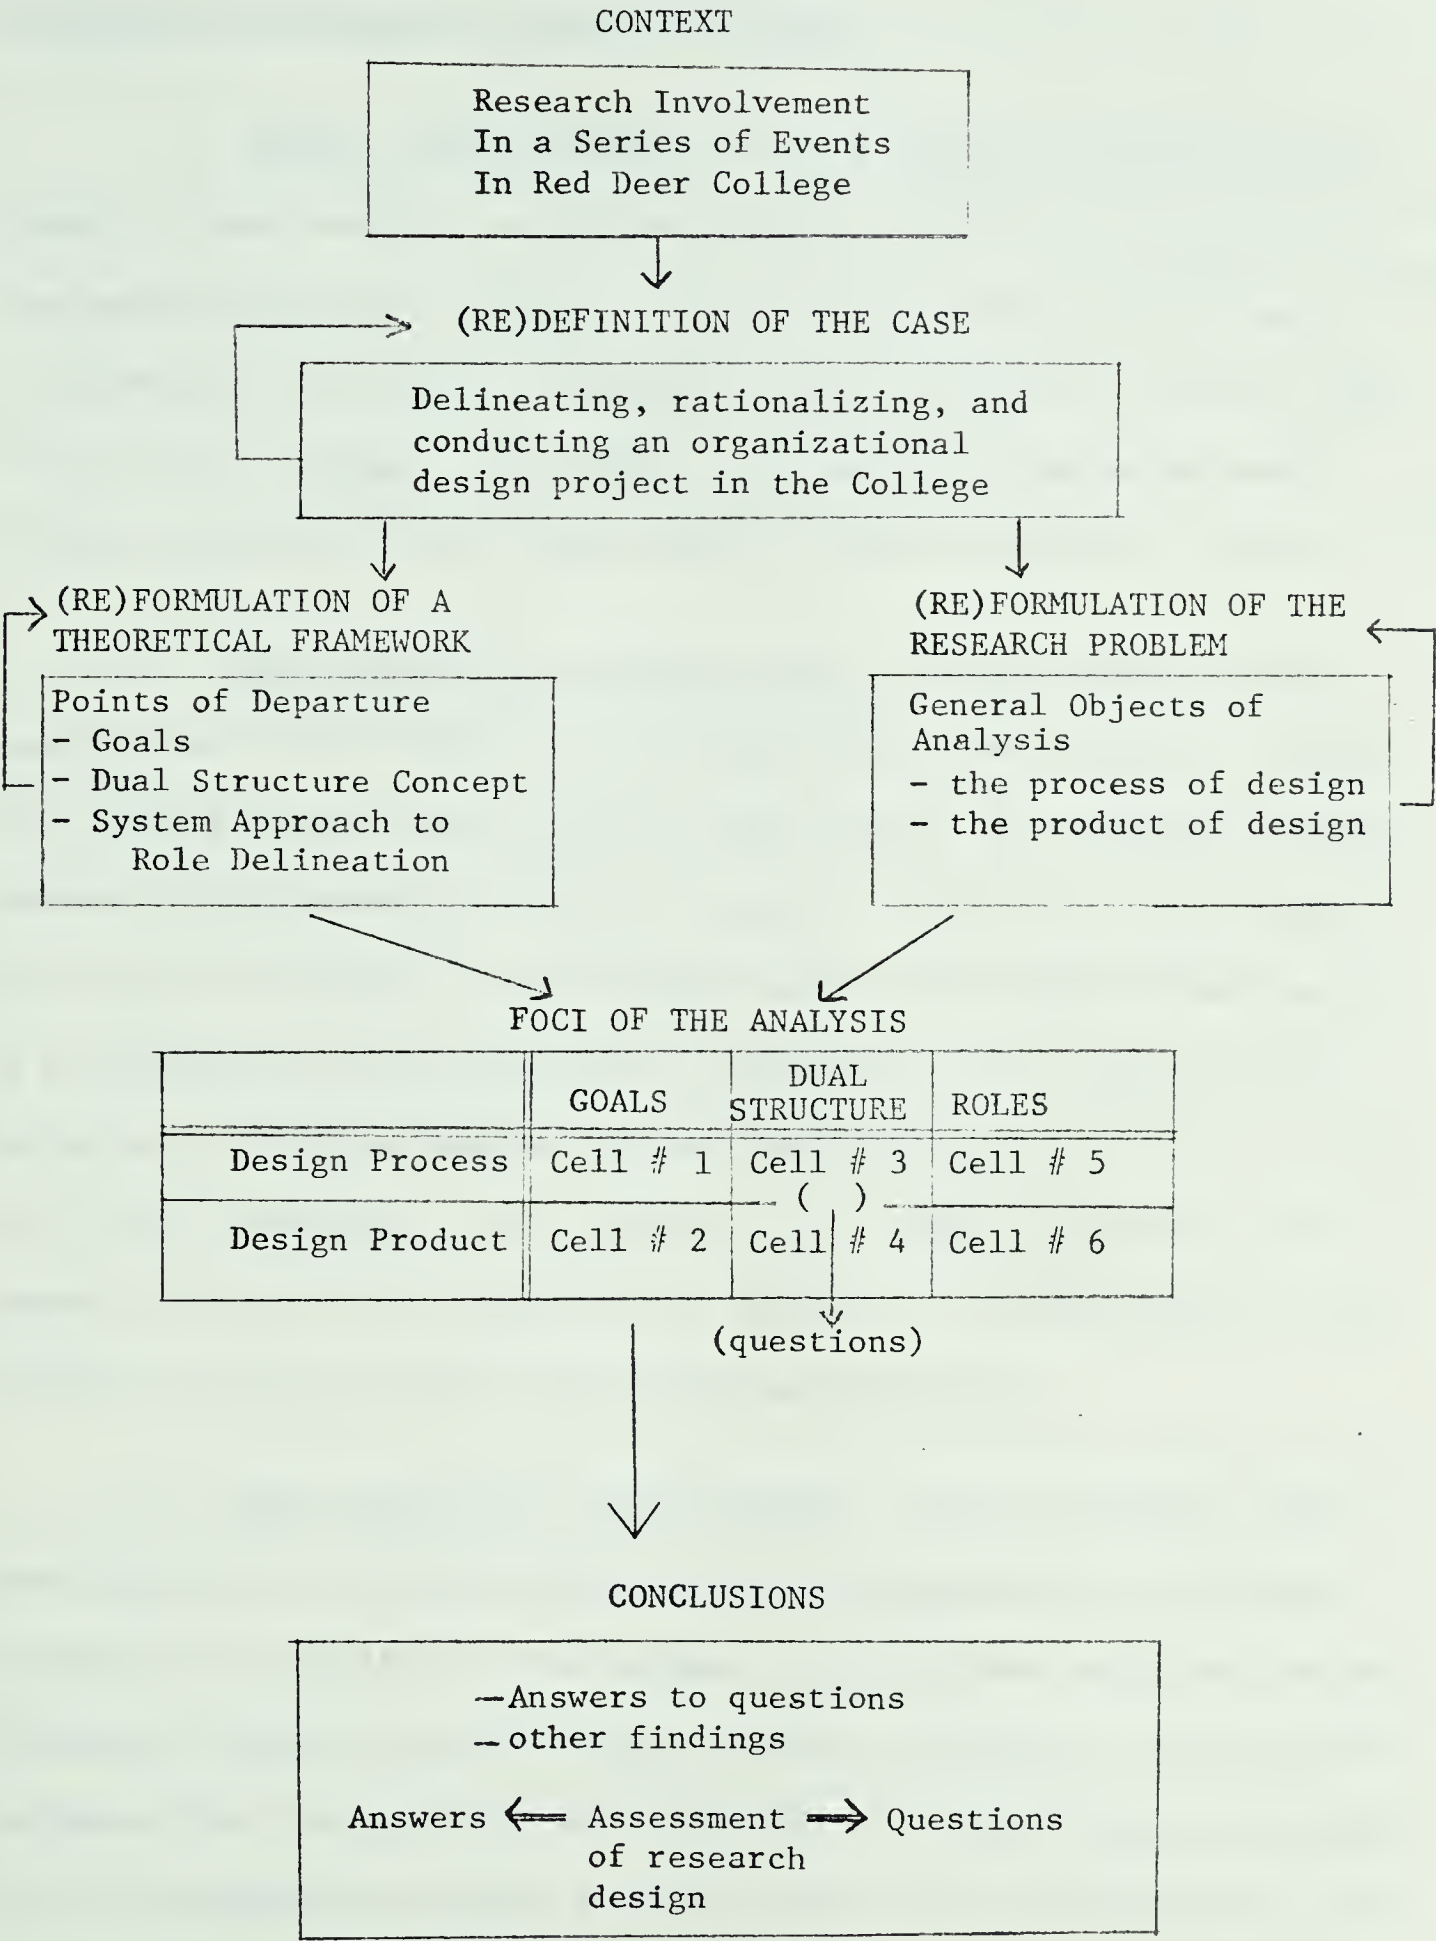 CONTEXT
Research Involvement
In a Series of Events
In Red Deer College
(RE)DEFINITION OF THE CASE
Delineating, rationalizing, and
conducting an organizational
design project in the College
(RE)FORMULATION OF A
THEORETICAL FRAMEWORK
Points of Departure
- Goals
- Dual Structure Concept
- System Approach to
Role Delineation
(RE)FORMULATION OF THE
RESEARCH PROBLEM
General Objects of
Analysis
- the process of design
- the product of design
FOCI OF THE ANALYSIS
GOALS
DUAL
STRUCTURE
ROLES
Design Process Cell # 1 Cell # 3 Cell # 5
( )
Design Product Cell # 2 Cell # 4 Cell # 6
(questions)
CONCLUSIONS
-Answers to questions
- other findings
Answers ⟸ Assessment ⟹ Questions
of research
design